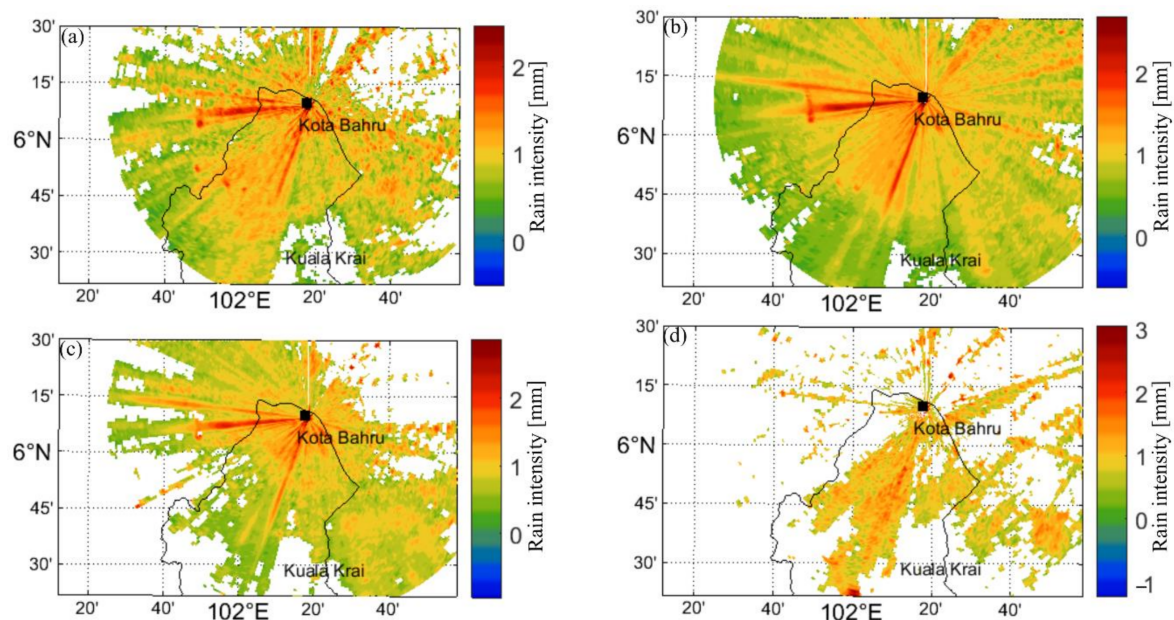 (a)
30'
15'
6°N
45'
30'
20'
40'
102°E
20'
40'
Kota Bahru
Kuala Krai
2
1
0
Rain intensity [mm]
(b)
30'
15'
6°N
45'
30'
20'
40'
102°E
20'
40'
Kota Bahru
Kuala Krai
2
1
0
Rain intensity [mm]
(c)
30'
15'
6°N
45'
30'
20'
40'
102°E
20'
40'
Kota Bahru
Kuala Krai
2
1
0
Rain intensity [mm]
(d)
30'
15'
6°N
45'
30'
20'
40'
102°E
20'
40'
Kota Bahru
Kuala Krai
3
2
1
0
–1
Rain intensity [mm]